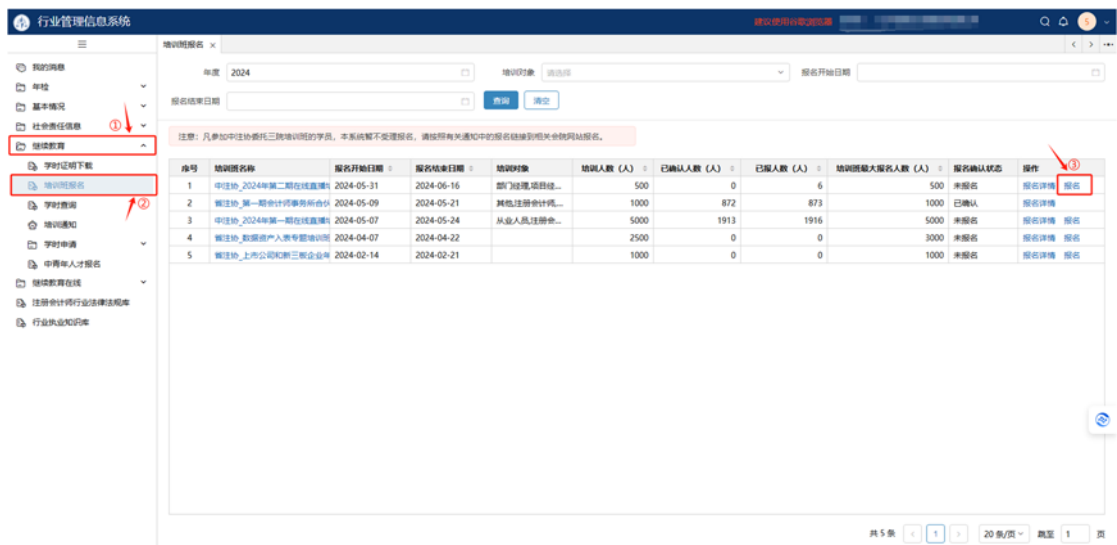 行业管理信息系统
建议使用谷歌浏览器
S
培训班报名 ×
我的消息
年检
基本情况
社会责任信息
①
继续教育
学时证明下载
培训班报名
②
学时查询
培训通知
学时申请
中青年人才报名
继续教育在线
注册会计师行业法律法规库
行业执业知识库
年度 2024 培训对象 请选择 报名开始日期
报名结束日期 查询 清空
注意：凡参加中注协委托三院培训班的学员，本系统暂不受理报名，请按照有关通知中的报名链接到相关会院网站报名。
③
序号 培训班名称 报名开始日期 报名结束日期 培训对象 培训人数（人） 已确认人数（人） 已报人数（人） 培训班最大报名人数（人） 报名确认状态 操作
1 中注协_2024年第二期在线直播培 2024-05-31 2024-06-16 部门经理,项目经... 500 0 6 500 未报名 报名详情 报名
2 省注协_第一期会计师事务所合伙 2024-05-09 2024-05-21 其他,注册会计师,... 1000 872 873 1000 已确认 报名详情
3 中注协_2024年第一期在线直播培 2024-05-07 2024-05-24 从业人员,注册会... 5000 1913 1916 5000 未报名 报名详情 报名
4 省注协_数据资产入表专题培训班 2024-04-07 2024-04-22 2500 0 0 3000 未报名 报名详情 报名
5 省注协_上市公司和新三板企业年 2024-02-14 2024-02-21 1000 0 0 1000 未报名 报名详情 报名
共 5 条 1 20 条/页 跳至 1 页